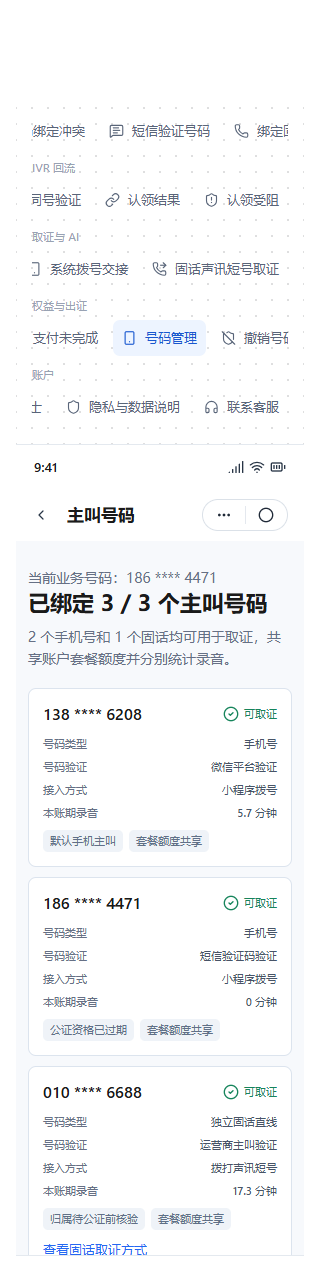 绑定冲突 短信验证号码 绑定
IVR 回流
同号验证 认领结果 认领受阻
取证与 AI
系统拨号交接 固话声讯短号取证
权益与出证
支付未完成 号码管理 撤销号码
账户
隐私与数据说明 联系客服
9:41
主叫号码
当前业务号码：186 **** 4471
已绑定 3 / 3 个主叫号码
2 个手机号和 1 个固话均可用于取证，共
享账户套餐额度并分别统计录音。
138 **** 6208 可取证
号码类型 手机号
号码验证 微信平台验证
接入方式 小程序拨号
本账期录音 5.7 分钟
默认手机主叫 套餐额度共享
186 **** 4471 可取证
号码类型 手机号
号码验证 短信验证码验证
接入方式 小程序拨号
本账期录音 0 分钟
公证资格已过期 套餐额度共享
010 **** 6688 可取证
号码类型 独立固话直线
号码验证 运营商主叫验证
接入方式 拨打声讯短号
本账期录音 17.3 分钟
归属待公证前核验 套餐额度共享
查看固话取证方式